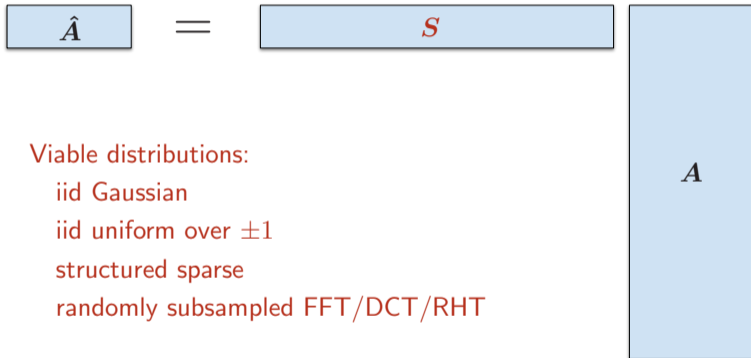 Â = S A
Viable distributions:
iid Gaussian
iid uniform over ±1
structured sparse
randomly subsampled FFT/DCT/RHT